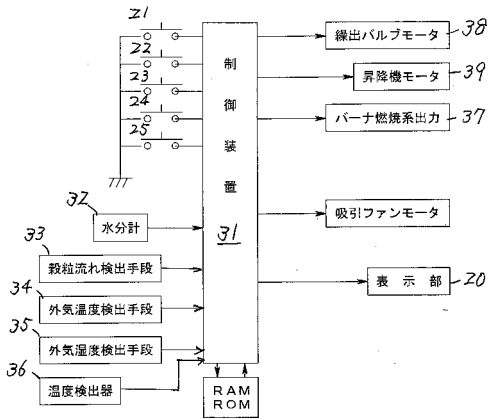 21
22
23
24
25
制御装置
31
繰出バルブモータ 38
昇降機モータ 39
バーナ燃焼系出力 37
吸引ファンモータ
表示部 20
32
水分計
33
穀粒流れ検出手段
34
外気温度検出手段
35
外気湿度検出手段
36
温度検出器
RAM
ROM